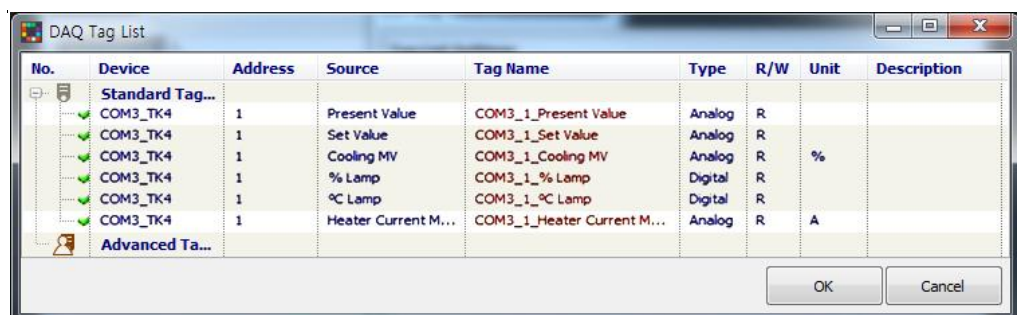 DAQ Tag List
No. Device Address Source Tag Name Type R/W Unit Description
Standard Tag...
COM3_TK4 1 Present Value COM3_1_Present Value Analog R
COM3_TK4 1 Set Value COM3_1_Set Value Analog R
COM3_TK4 1 Cooling MV COM3_1_Cooling MV Analog R %
COM3_TK4 1 % Lamp COM3_1_% Lamp Digital R
COM3_TK4 1 ºC Lamp COM3_1_ºC Lamp Digital R
COM3_TK4 1 Heater Current M... COM3_1_Heater Current M... Analog R A
Advanced Ta...
OK Cancel